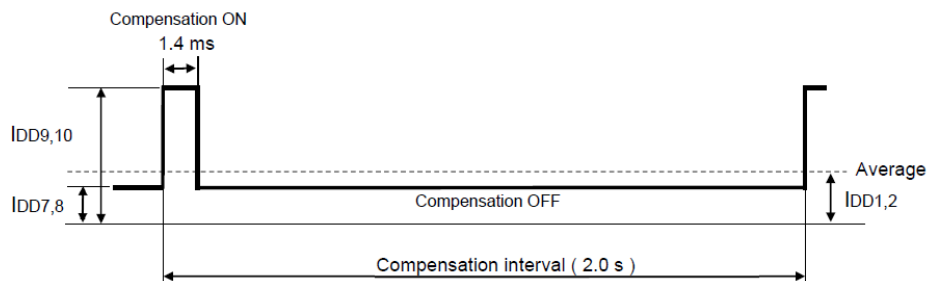 Compensation ON
1.4 ms
IDD9,10
Average
IDD7,8
Compensation OFF
IDD1,2
Compensation interval ( 2.0 s )